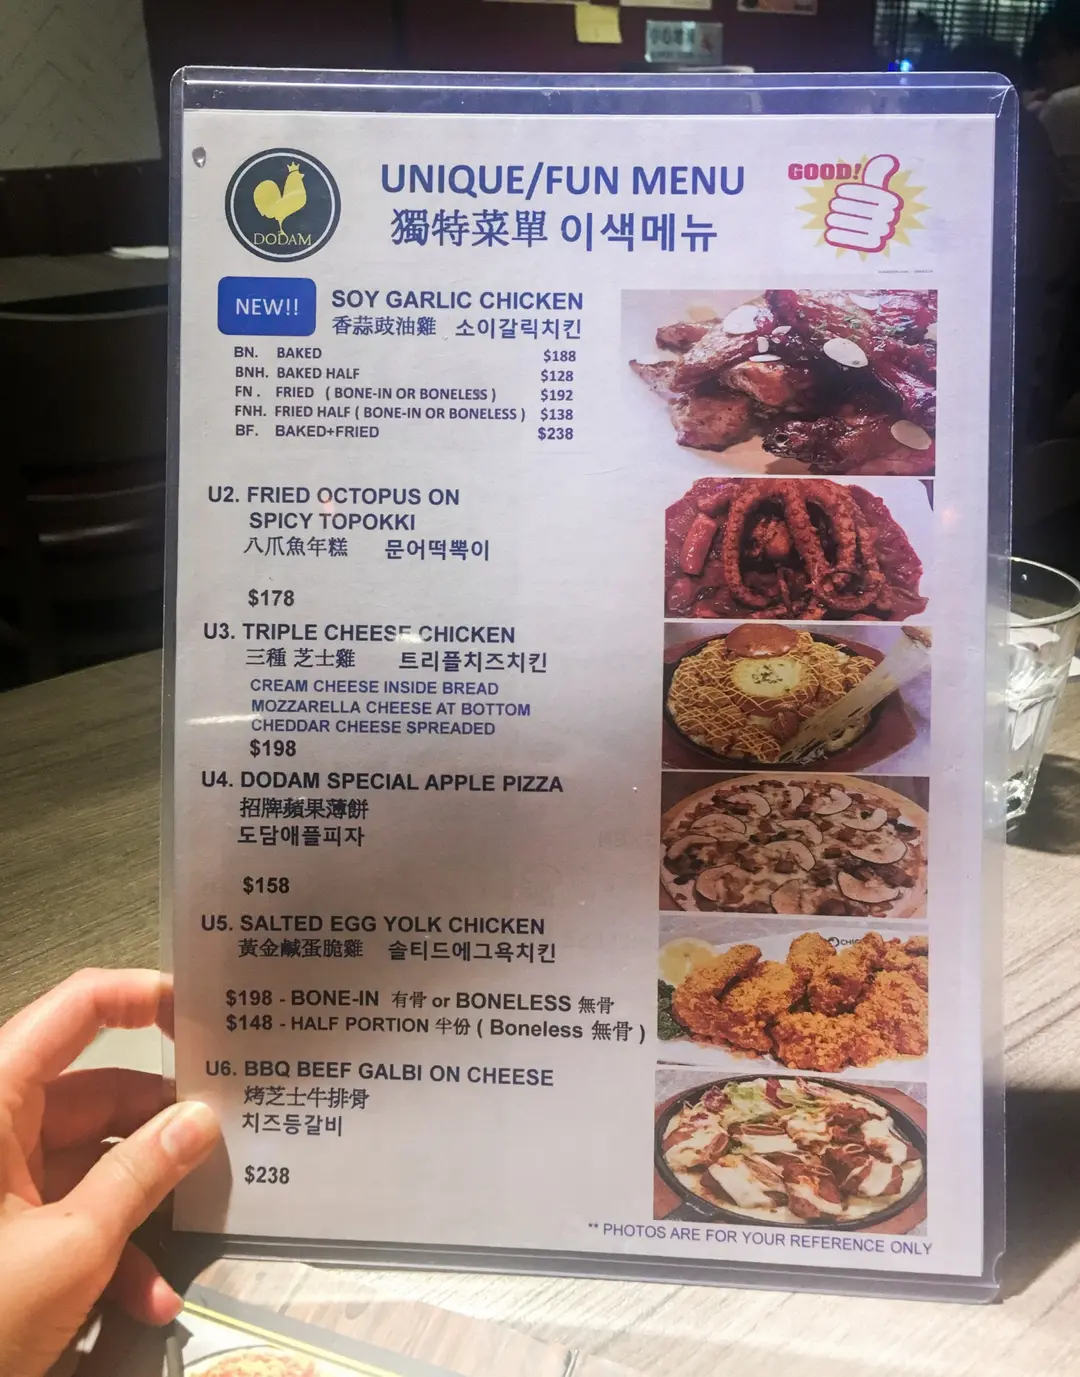 DODAM
UNIQUE/FUN MENU
獨特菜單 이색메뉴
GOOD!
NEW!!
SOY GARLIC CHICKEN
香蒜豉油雞 소이갈릭치킨
BN. BAKED $188
BNH. BAKED HALF $128
FN . FRIED ( BONE-IN OR BONELESS ) $192
FNH. FRIED HALF ( BONE-IN OR BONELESS ) $138
BF. BAKED+FRIED $238
U2. FRIED OCTOPUS ON
SPICY TOPOKKI
八爪魚年糕 문어떡뽁이
$178
U3. TRIPLE CHEESE CHICKEN
三種 芝士雞 트리플치즈치킨
CREAM CHEESE INSIDE BREAD
MOZZARELLA CHEESE AT BOTTOM
CHEDDAR CHEESE SPREADED
$198
U4. DODAM SPECIAL APPLE PIZZA
招牌蘋果薄餅
도담애플피자
$158
U5. SALTED EGG YOLK CHICKEN
黃金鹹蛋脆雞 솔티드에그욕치킨
$198 - BONE-IN 有骨 or BONELESS 無骨
$148 - HALF PORTION 半份 ( Boneless 無骨 )
U6. BBQ BEEF GALBI ON CHEESE
烤芝士牛排骨
치즈등갈비
$238
** PHOTOS ARE FOR YOUR REFERENCE ONLY